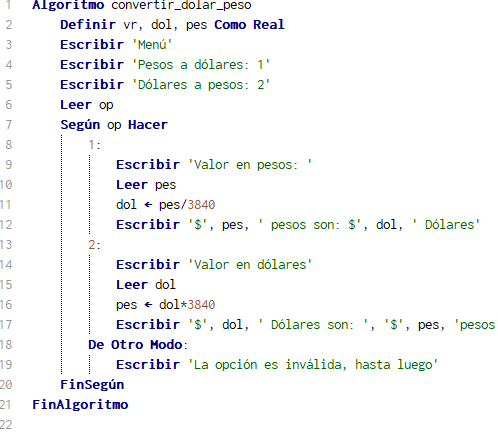 1 Algoritmo convertir_dolar_peso
2 Definir vr, dol, pes Como Real
3 Escribir 'Menú'
4 Escribir 'Pesos a dólares: 1'
5 Escribir 'Dólares a pesos: 2'
6 Leer op
7 Según op Hacer
8 1:
9 Escribir 'Valor en pesos: '
10 Leer pes
11 dol ← pes/3840
12 Escribir '$', pes, ' pesos son: $', dol, ' Dólares'
13 2:
14 Escribir 'Valor en dólares'
15 Leer dol
16 pes ← dol*3840
17 Escribir '$', dol, ' Dólares son: ', '$', pes, 'pesos
18 De Otro Modo:
19 Escribir 'La opción es inválida, hasta luego'
20 FinSegún
21 FinAlgoritmo
22